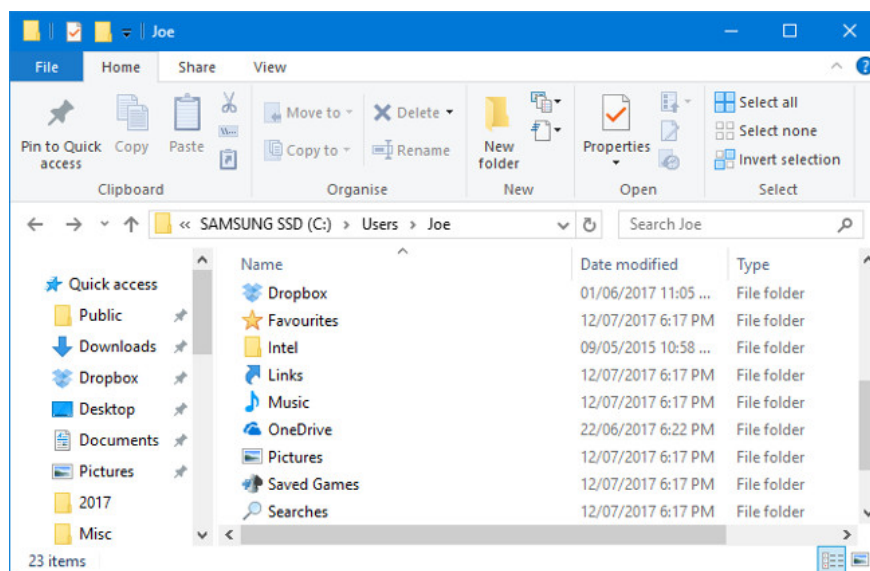 Joe
File Home Share View
Pin to Quick access
Copy
Paste
Clipboard
Move to
Copy to
Delete
Rename
Organise
New folder
New
Properties
Open
Select all
Select none
Invert selection
Select
« SAMSUNG SSD (C:) > Users > Joe
Search Joe
Quick access
Public
Downloads
Dropbox
Desktop
Documents
Pictures
2017
Misc
Name Date modified Type
Dropbox 01/06/2017 11:05 ... File folder
Favourites 12/07/2017 6:17 PM File folder
Intel 09/05/2015 10:58 ... File folder
Links 12/07/2017 6:17 PM File folder
Music 12/07/2017 6:17 PM File folder
OneDrive 22/06/2017 6:22 PM File folder
Pictures 12/07/2017 6:17 PM File folder
Saved Games 12/07/2017 6:17 PM File folder
Searches 12/07/2017 6:17 PM File folder
23 items